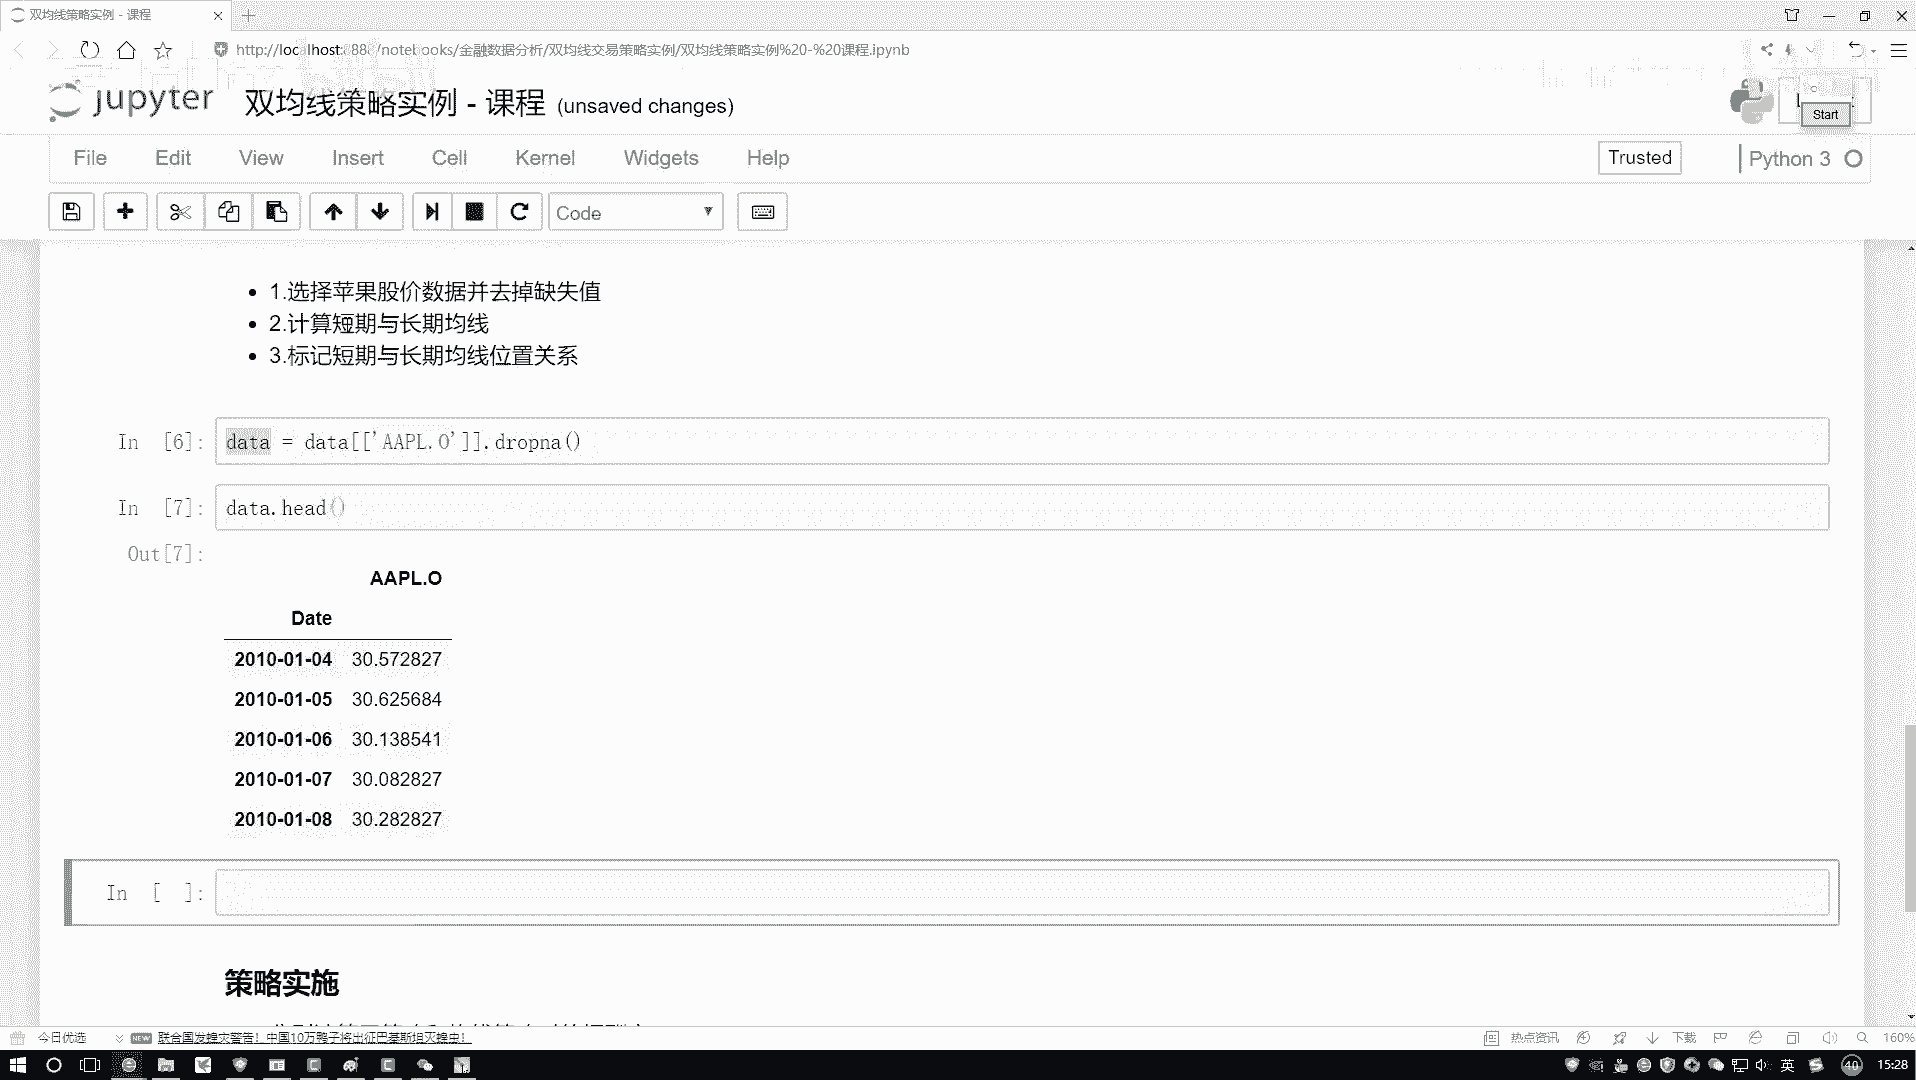 双均线策略实例 - 课程
http://localhost:8888/notebooks/金融数据分析/双均线交易策略实例/双均线策略实例%20-%20课程.ipynb
jupyter 双均线策略实例 - 课程 (unsaved changes)
Start
File Edit View Insert Cell Kernel Widgets Help Trusted Python 3
Code
1.选择苹果股价数据并去掉缺失值
2.计算短期与长期均线
3.标记短期与长期均线位置关系
In [6]: data = data[['AAPL.O']].dropna()
In [7]: data.head()
Out[7]:
AAPL.O
Date
2010-01-04 30.572827
2010-01-05 30.625684
2010-01-06 30.138541
2010-01-07 30.082827
2010-01-08 30.282827
In [ ]:
策略实施
今日优选 NEW 联合国发蝗灾警告!中国10万鸭子将出征巴基斯坦灭蝗虫! 热点资讯 下载 160%
英 40 15:28